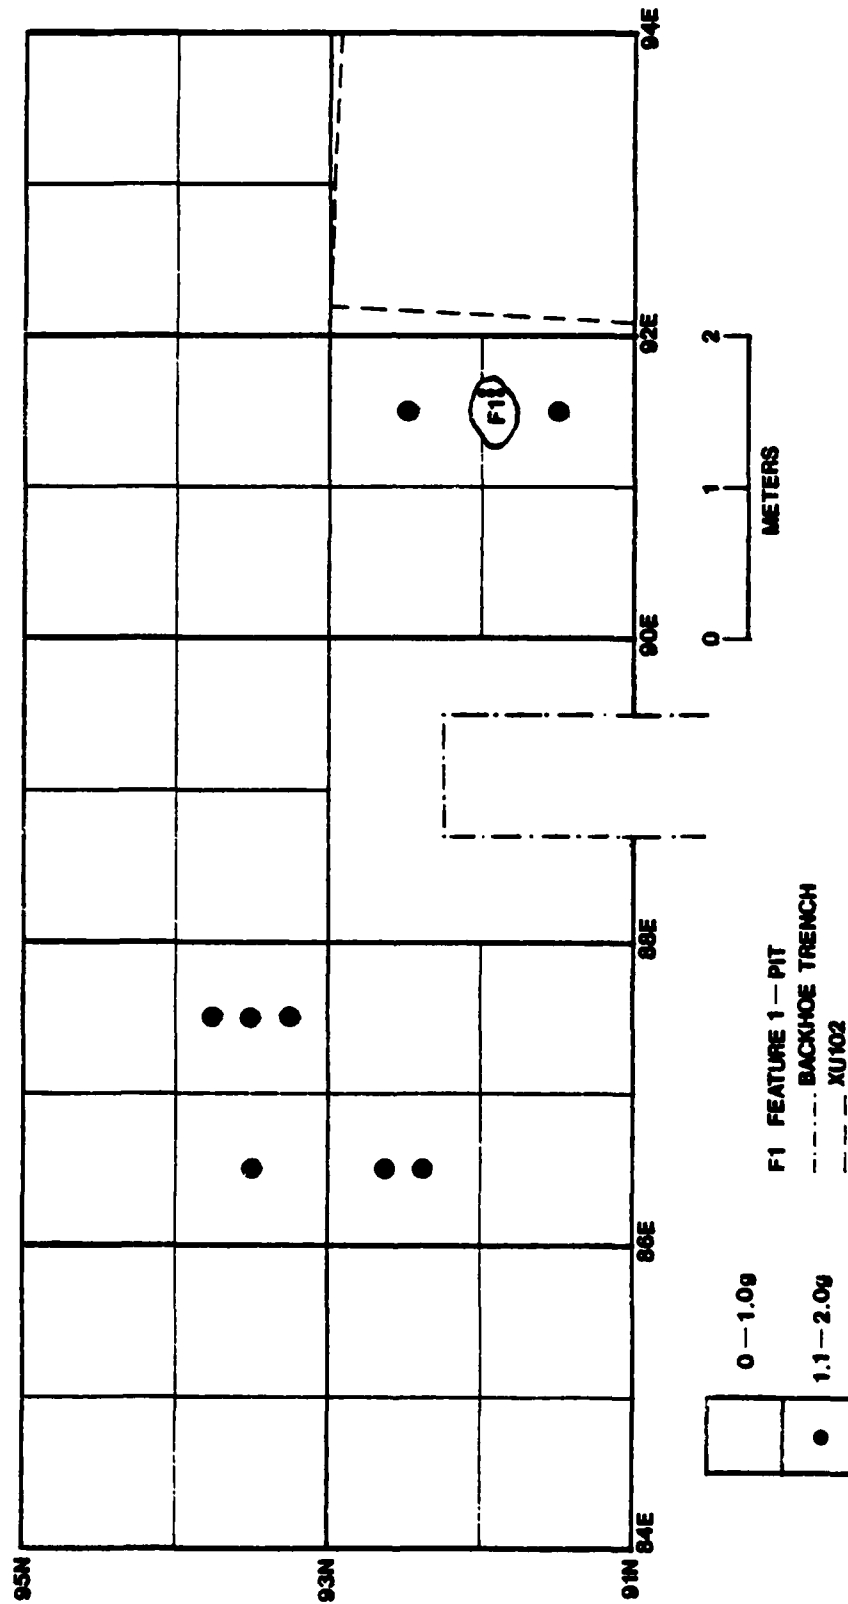 95N
93N
91N
84E
86E
88E
90E
92E
94E
F1
0 1 2
METERS
0–1.0g
1.1–2.0g
F1 FEATURE 1 – PIT
BACKHOE TRENCH
XU102